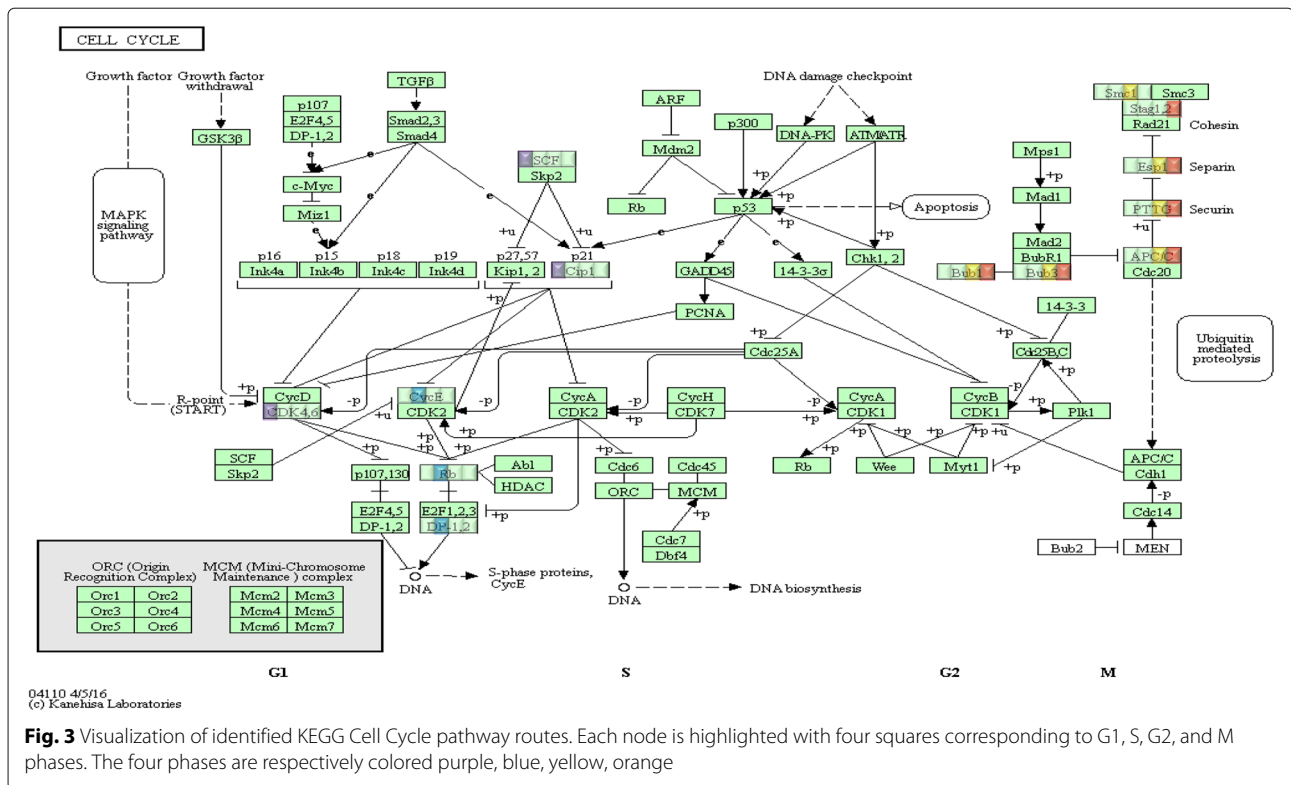 CELL CYCLE
Growth factor
Growth factor
withdrawal
TGFβ
DNA damage checkpoint
GSK3β
p107
E2F4,5
DP-1,2
Smad2,3
Smad4
ARF
p300
DNA-PK
ATM/ATR
Smc1
Smc3
Stag1,2
Rad21
Cohesin
Mdm2
SCF
Skp2
Mps1
Esp1
Separin
c-Myc
Miz1
Rb
p53
Apoptosis
Mad1
PTTG
Securin
MAPK
signaling
pathway
e
e
e
e
e
e
+u
+u
+p
+p
+p
+p
+p
+p
+u
p16
Ink4a
p15
Ink4b
p18
Ink4c
p19
Ink4d
p27,57
Kip1, 2
p21
Cip1
GADD45
14-3-3σ
Chk1, 2
Mad2
BubR1
Bub1
Bub3
APC/C
Cdc20
+p
PCNA
14-3-3
+p
+p
Cdc25A
Cdc25B,C
Ubiquitin
mediated
proteolysis
R-point
(START)
+p
CycD
CDK4,6
-p
CycE
CDK2
-p
CycA
CDK2
-p
+p
CycH
CDK7
-p
+p
CycA
CDK1
CycB
CDK1
-p
+p
+p
Plk1
+u
+p
+p
+p
+p
+p
+p
+p
+p
+p
+u
+p
SCF
Skp2
p107,130
Rb
Abl
HDAC
Cdc6
Cdc45
ORC
MCM
Rb
Wee
Myt1
APC/C
Cdh1
-p
E2F4,5
DP-1,2
E2F1,2,3
DP-1,2
+p
+p
Cdc7
Dbf4
Cdc14
Bub2
MEN
DNA
S-phase proteins,
CycE
DNA
DNA biosynthesis
ORC (Origin
Recognition Complex)
MCM (Mini-Chromosome
Maintenance ) complex
Orc1 Orc2
Orc3 Orc4
Orc5 Orc6
Mcm2 Mcm3
Mcm4 Mcm5
Mcm6 Mcm7
G1
S
G2
M
04110 4/5/16
(c) Kanehisa Laboratories
Fig. 3 Visualization of identified KEGG Cell Cycle pathway routes. Each node is highlighted with four squares corresponding to G1, S, G2, and M
phases. The four phases are respectively colored purple, blue, yellow, orange